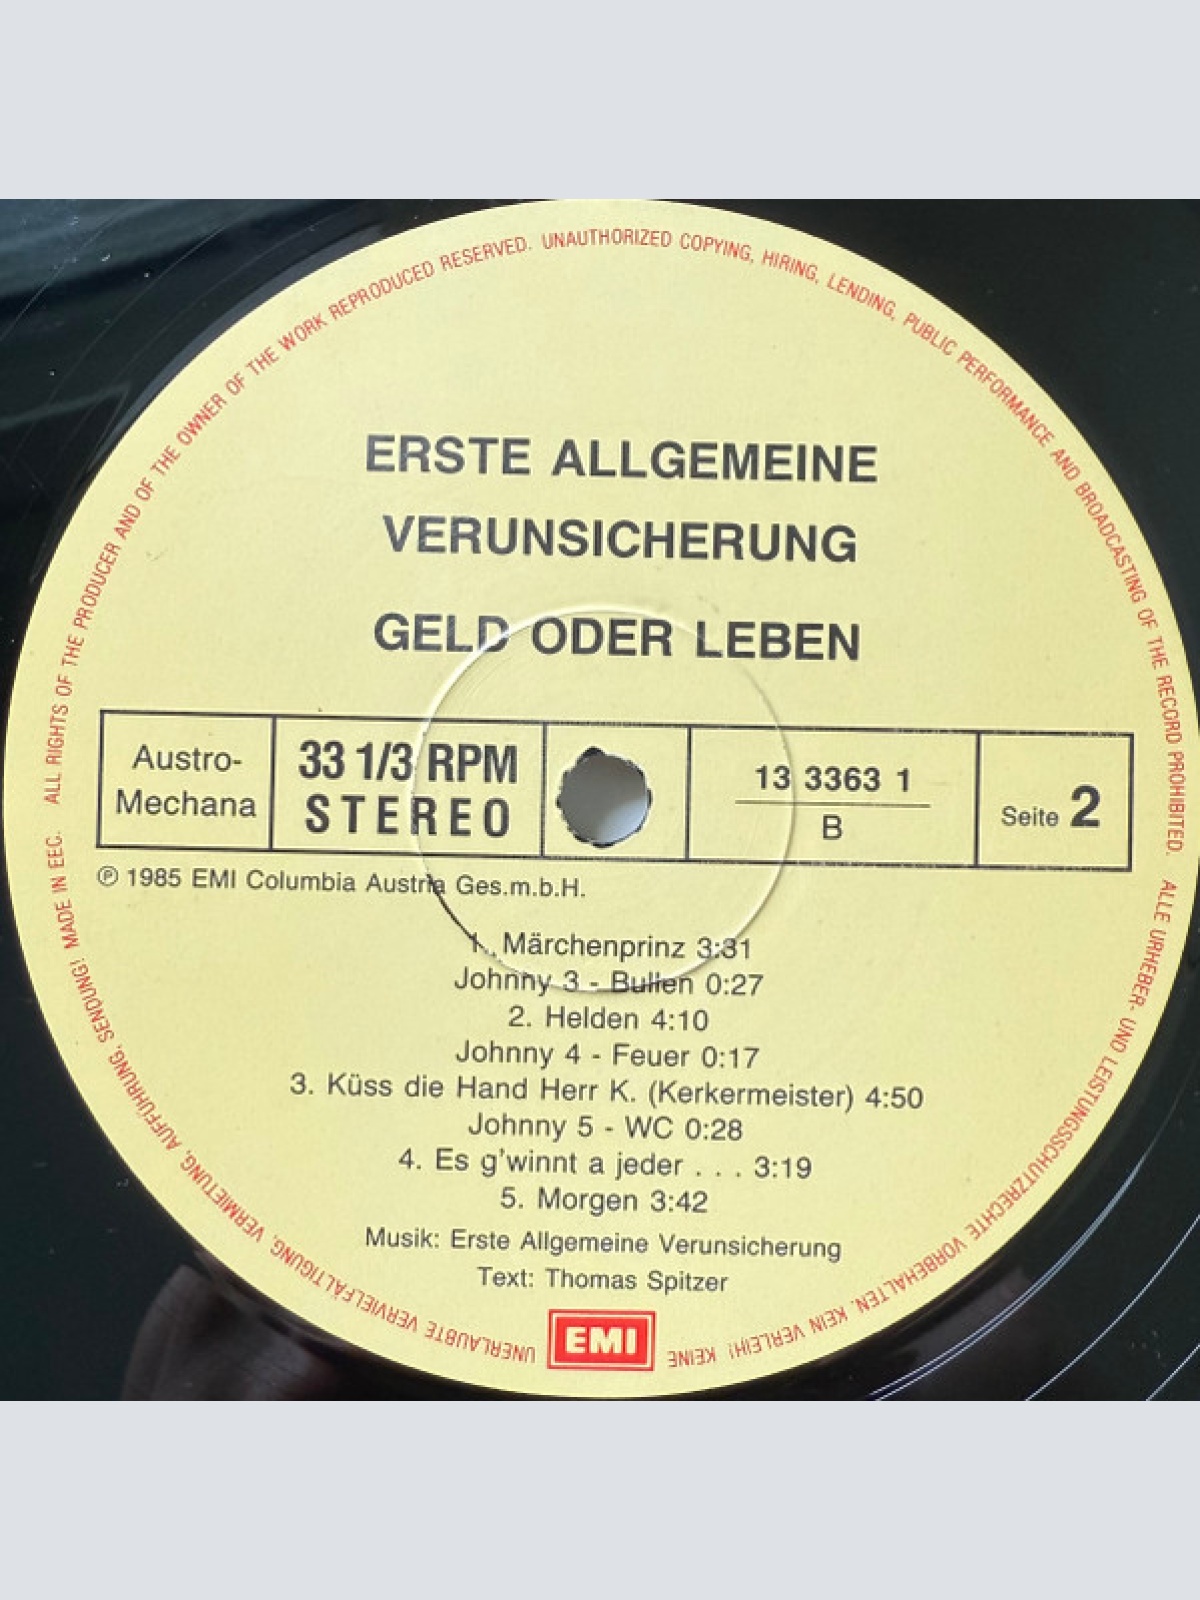 ERSTE ALLGEMEINE
VERUNSICHERUNG
GELD ODER LEBEN
Austro-
Mechana
33 1/3 RPM
STEREO
13 3363 1
B
Seite 2
℗ 1985 EMI Columbia Austria Ges.m.b.H.
1. Märchenprinz 3:31
Johnny 3 - Bullen 0:27
2. Helden 4:10
Johnny 4 - Feuer 0:17
3. Küss die Hand Herr K. (Kerkermeister) 4:50
Johnny 5 - WC 0:28
4. Es g'winnt a jeder . . . 3:19
5. Morgen 3:42
Musik: Erste Allgemeine Verunsicherung
Text: Thomas Spitzer
EMI
ALL RIGHTS OF THE PRODUCER AND OF THE OWNER OF THE WORK REPRODUCED RESERVED. UNAUTHORIZED COPYING, HIRING, LENDING, PUBLIC PERFORMANCE AND BROADCASTING OF THE RECORD PROHIBITED. ALLE URHEBER- UND LEISTUNGSSCHUTZRECHTE VORBEHALTEN. KEIN VERLEIH! KEINE UNERLAUBTE VERVIELFÄLTIGUNG, VERMIETUNG, AUFFÜHRUNG, SENDUNG! MADE IN EEC.